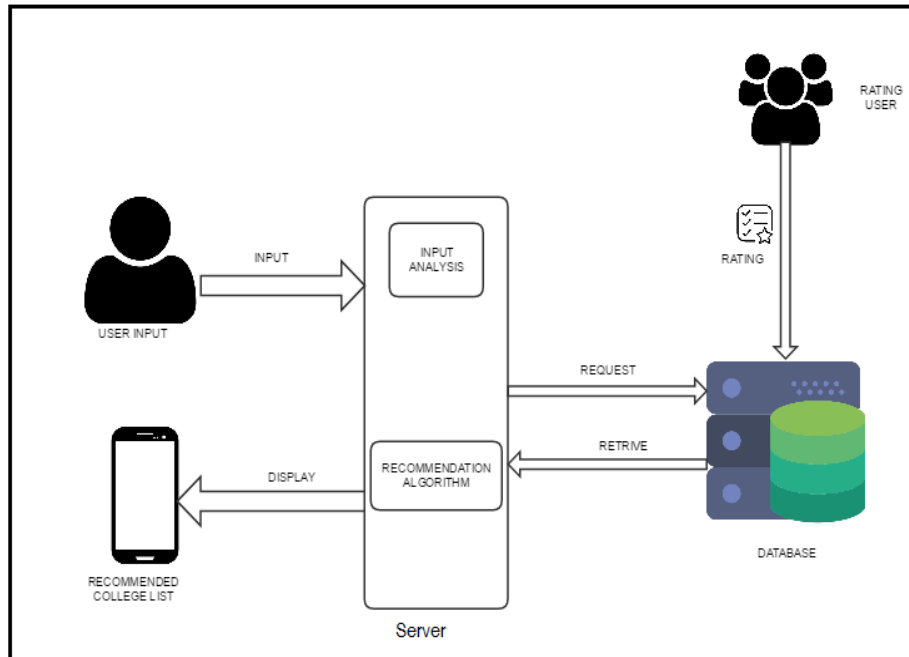 RATING
USER
INPUT
ANALYSIS
INPUT
RATING
USER INPUT
REQUEST
RETRIVE
RECOMMENDATION
ALGORITHM
DISPLAY
DATABASE
RECOMMENDED
COLLEGE LIST
Server